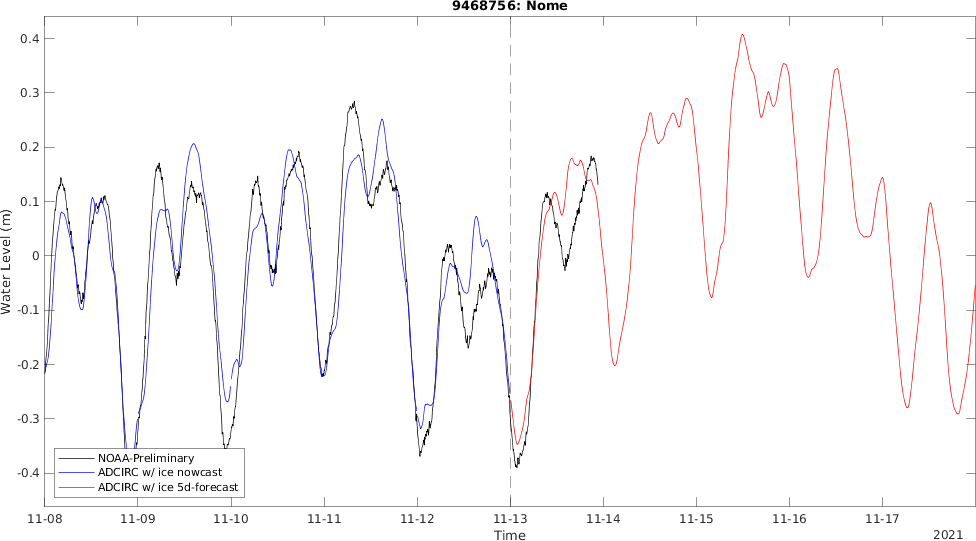 9468756: Nome
Water Level (m)
0.4
0.3
0.2
0.1
0
-0.1
-0.2
-0.3
-0.4
NOAA-Preliminary
ADCIRC w/ ice nowcast
ADCIRC w/ ice 5d-forecast
11-08 11-09 11-10 11-11 11-12 11-13 11-14 11-15 11-16 11-17
Time
2021